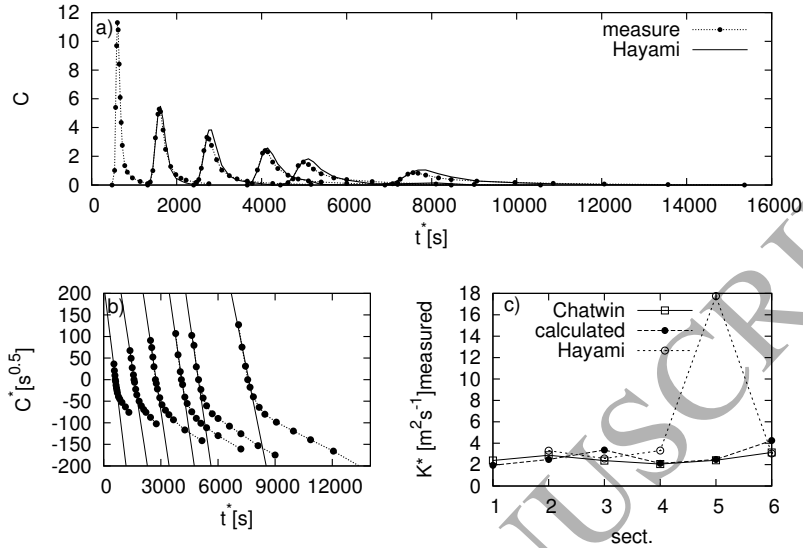 a)
measure
Hayami
12
10
8
6
4
2
0
C
0 2000 4000 6000 8000 10000 12000 14000 16000
t*[s]
b)
200
150
100
50
0
-50
-100
-150
-200
C*[s^0.5]
0 3000 6000 9000 12000
t*[s]
c)
Chatwin
calculated
Hayami
18
16
14
12
10
8
6
4
2
0
K* [m^2s^-1]measured
1 2 3 4 5 6
sect.
NUSCRI